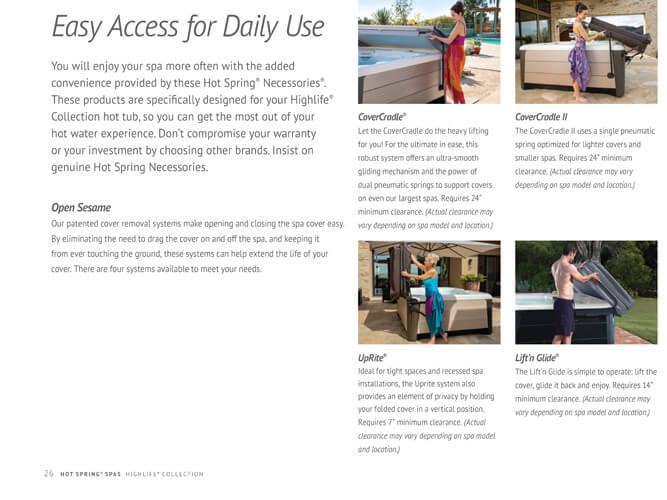 Easy Access for Daily Use
You will enjoy your spa more often with the added
convenience provided by these Hot Spring® Necessories®.
These products are specifically designed for your Highlife®
Collection hot tub, so you can get the most out of your
hot water experience. Don't compromise your warranty
or your investment by choosing other brands. Insist on
genuine Hot Spring Necessories.
Open Sesame
Our patented cover removal systems make opening and closing the spa cover easy.
By eliminating the need to drag the cover on and off the spa, and keeping it
from ever touching the ground, these systems can help extend the life of your
cover. There are four systems available to meet your needs.
CoverCradle®
Let the CoverCradle do the heavy lifting
for you! For the ultimate in ease, this
robust system offers an ultra-smooth
gliding mechanism and the power of
dual pneumatic springs to support covers
on even our largest spas. Requires 24"
minimum clearance. (Actual clearance may
vary depending on spa model and location.)
CoverCradle II
The CoverCradle II uses a single pneumatic
spring optimized for lighter covers and
smaller spas. Requires 24" minimum
clearance. (Actual clearance may vary
depending on spa model and location.)
UpRite®
Ideal for tight spaces and recessed spa
installations, the Uprite system also
provides an element of privacy by holding
your folded cover in a vertical position.
Requires 7" minimum clearance. (Actual
clearance may vary depending on spa model
and location.)
Lift'n Glide®
The Lift'n Glide is simple to operate: lift the
cover, glide it back and enjoy. Requires 14"
minimum clearance. (Actual clearance may
vary depending on spa model and location.)
26 HOT SPRING® SPAS HIGHLIFE® COLLECTION